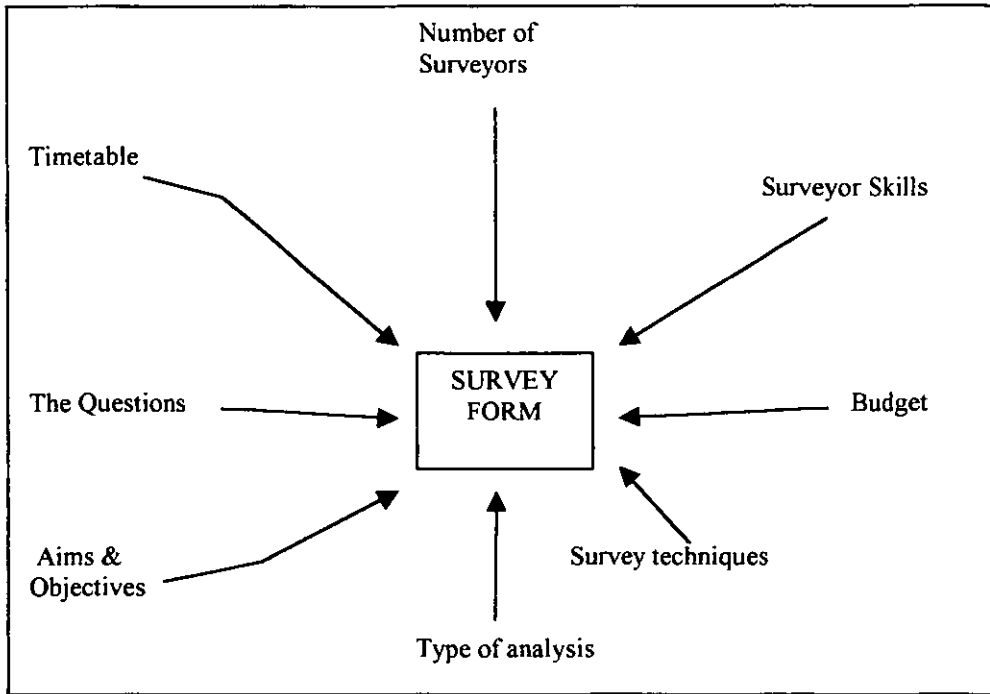 Number of
Surveyors
Timetable
Surveyor Skills
SURVEY
FORM
The Questions
Budget
Aims &
Objectives
Survey techniques
Type of analysis